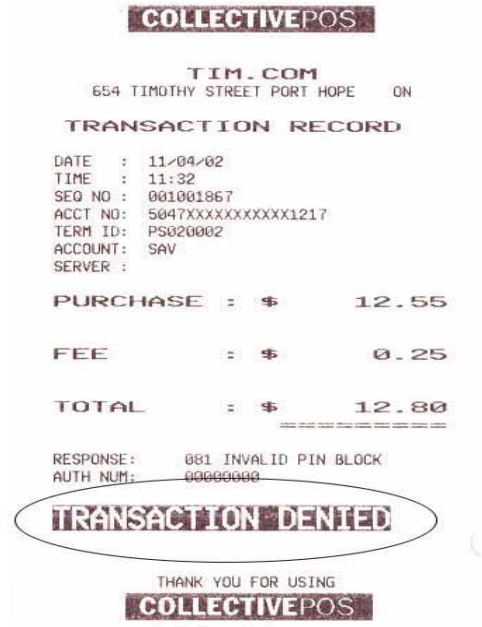 COLLECTIVEPOS
TIM.COM
654 TIMOTHY STREET PORT HOPE ON
TRANSACTION RECORD
DATE : 11/04/02
TIME : 11:32
SEQ NO : 001001867
ACCT NO: 5047XXXXXXXXXXX1217
TERM ID: PS020002
ACCOUNT: SAV
SERVER :
PURCHASE : $ 12.55
FEE : $ 0.25
TOTAL : $ 12.80
==========
RESPONSE: 081 INVALID PIN BLOCK
AUTH NUM: 00000000
TRANSACTION DENIED
THANK YOU FOR USING
COLLECTIVEPOS